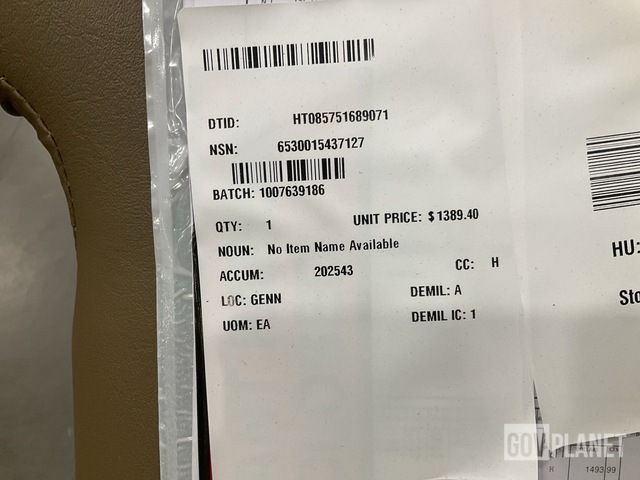 DTID: HT085751689071
NSN: 6530015437127
BATCH: 1007639186
QTY: 1 UNIT PRICE: $1389.40
NOUN: No Item Name Available
ACCUM: 202543 CC: H
LOC: GENN DEMIL: A
UOM: EA DEMIL IC: 1
HU:
Sto
GOVPLANET
H 1493.99